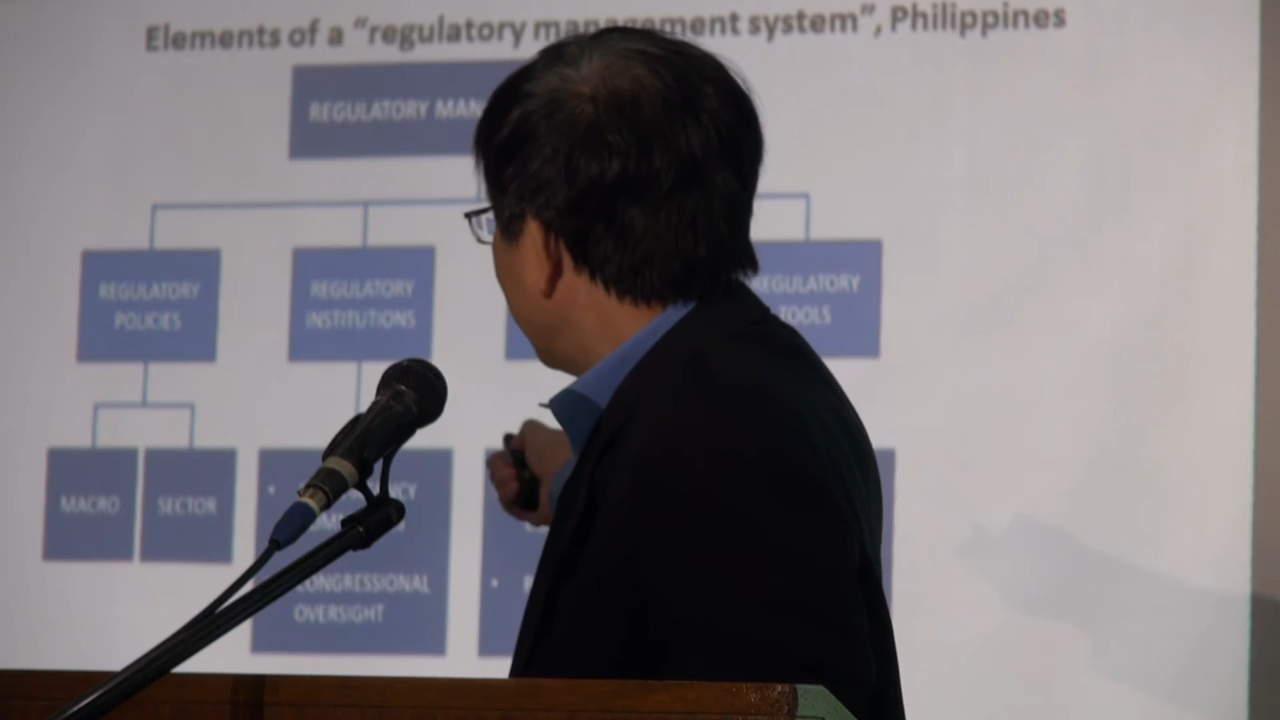 Elements of a "regulatory management system", Philippines
REGULATORY MAN
REGULATORY
POLICIES
REGULATORY
INSTITUTIONS
REGULATORY
TOOLS
MACRO
SECTOR
CONGRESSIONAL
OVERSIGHT